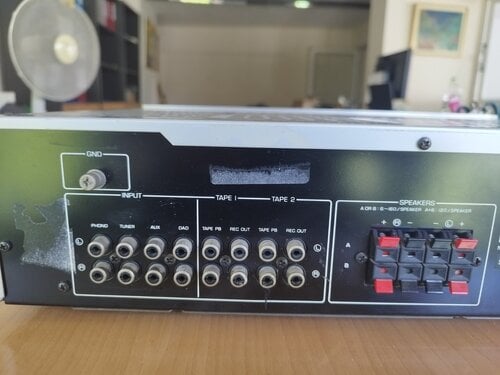 GND
INPUT
PHONO TUNER AUX DAD
L
R
TAPE 1 TAPE 2
TAPE PB REC OUT TAPE PB REC OUT
L
R
SPEAKERS
+ R - - L +
A
B